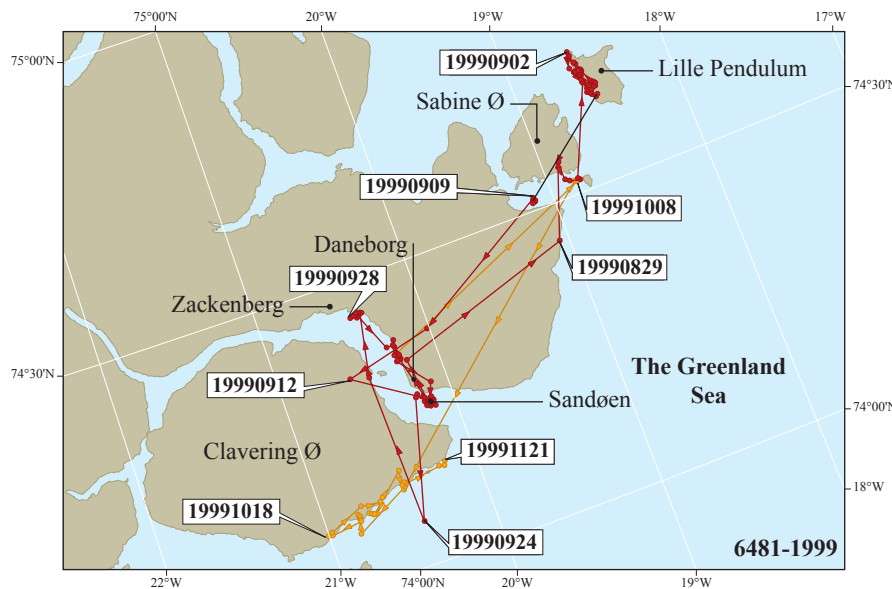 75°00'N
20°W
19°W
18°W
17°W
75°00'N
19990902
Lille Pendulum
74°30'N
Sabine Ø
19990909
19991008
Daneborg
19990829
19990928
Zackenberg
74°30'N
19990912
The Greenland
Sea
Sandøen
74°00'N
Clavering Ø
19991121
18°W
19991018
19990924
6481-1999
22°W
21°W
74°00'N
20°W
19°W